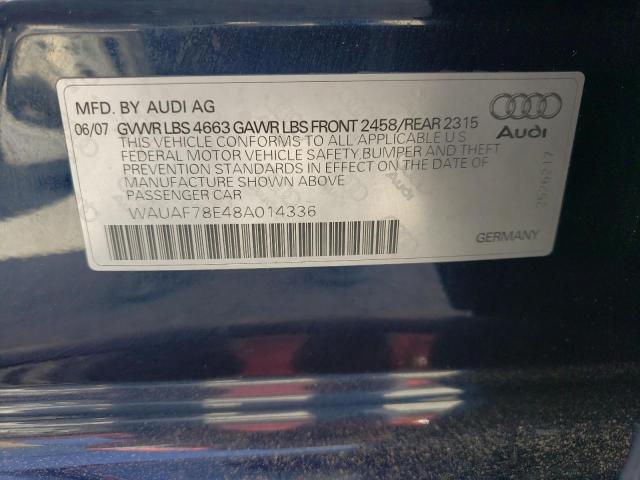 MFD. BY AUDI AG
06/07 GVWR LBS 4663 GAWR LBS FRONT 2458/REAR 2315
THIS VEHICLE CONFORMS TO ALL APPLICABLE U S
FEDERAL MOTOR VEHICLE SAFETY,BUMPER AND THEFT
PREVENTION STANDARDS IN EFFECT ON THE DATE OF
MANUFACTURE SHOWN ABOVE
PASSENGER CAR
WAUAF78E48A014336
Audi
GERMANY